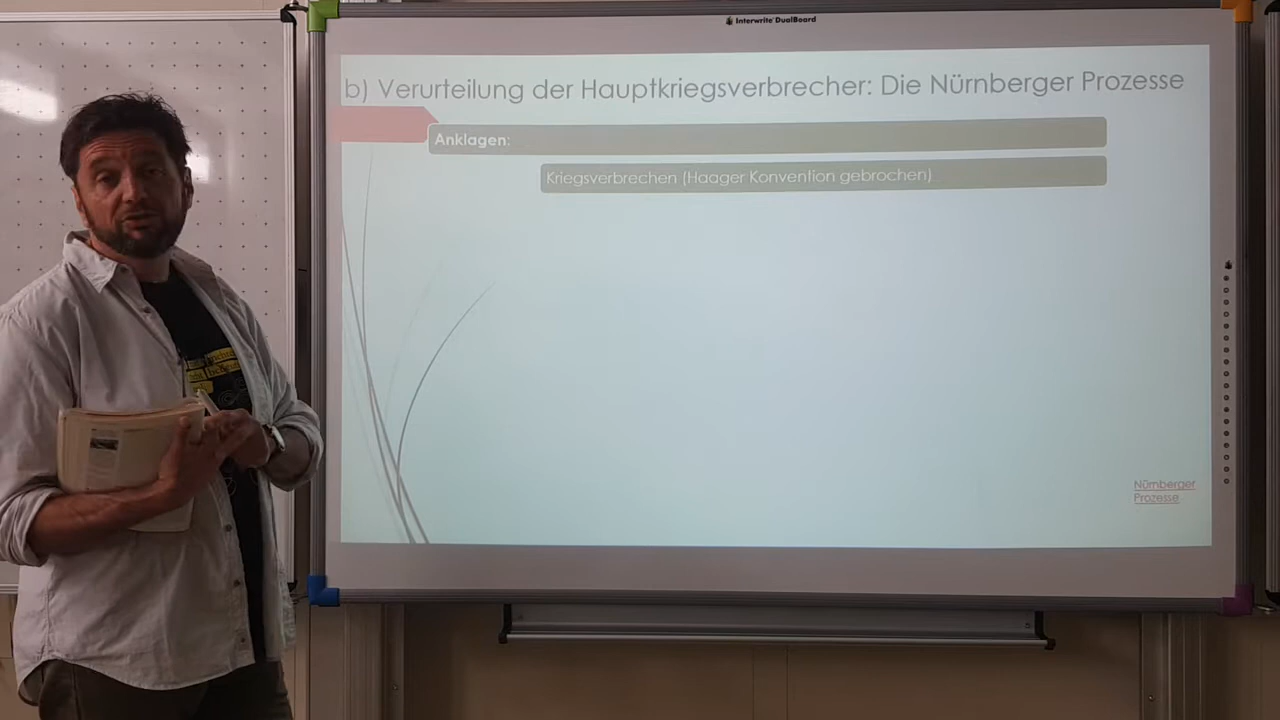 Interwrite DualBoard
b) Verurteilung der Hauptkriegsverbrecher: Die Nürnberger Prozesse
Anklagen:
Kriegsverbrechen (Haager Konvention gebrochen)
Nürnberger
Prozesse